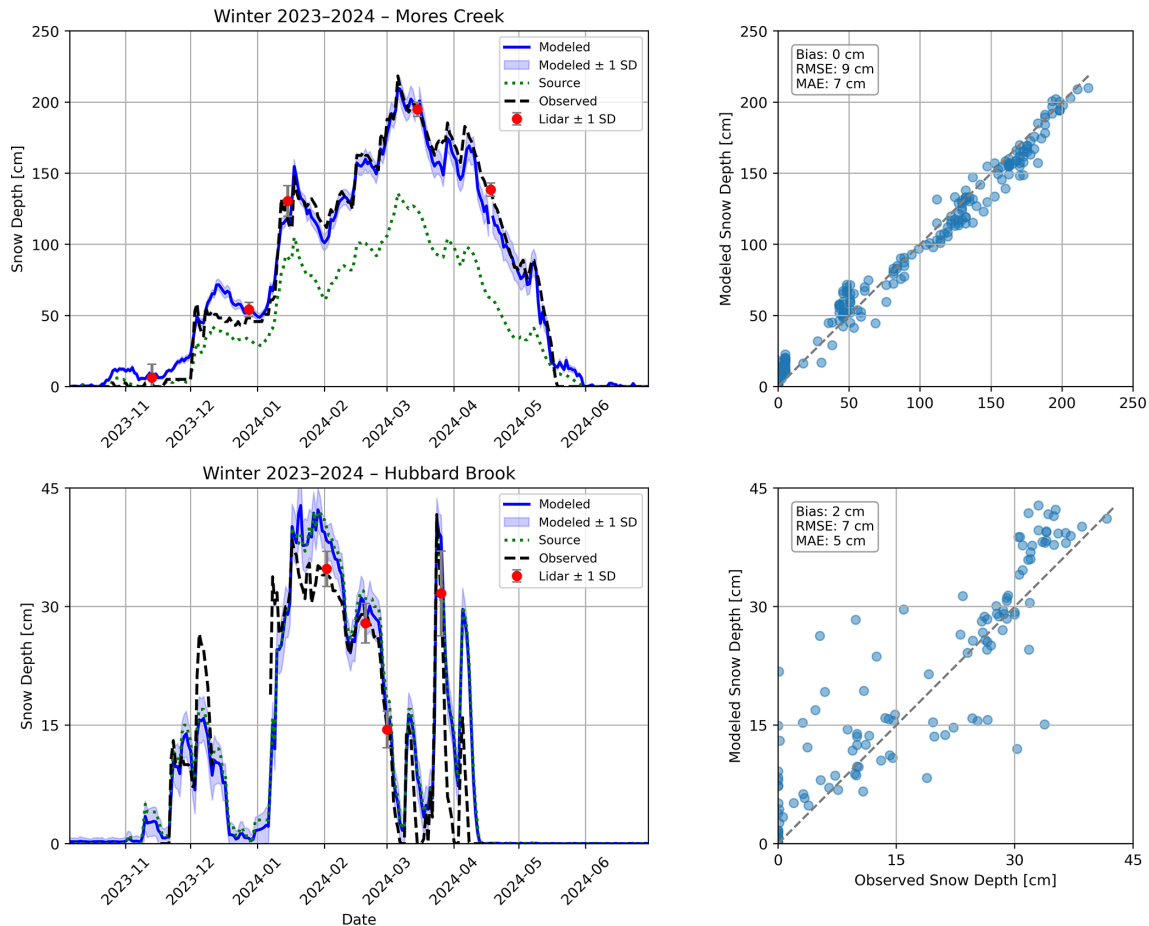 Winter 2023–2024 – Mores Creek
250
200
150
100
50
0
Snow Depth [cm]
Modeled
Modeled ± 1 SD
Source
Observed
Lidar ± 1 SD
2023-11
2023-12
2024-01
2024-02
2024-03
2024-04
2024-05
2024-06
250
200
150
100
50
0
Modeled Snow Depth [cm]
Bias: 0 cm
RMSE: 9 cm
MAE: 7 cm
0
50
100
150
200
250
Winter 2023–2024 – Hubbard Brook
45
30
15
0
Snow Depth [cm]
Modeled
Modeled ± 1 SD
Source
Observed
Lidar ± 1 SD
2023-11
2023-12
2024-01
2024-02
2024-03
2024-04
2024-05
2024-06
Date
45
30
15
0
Modeled Snow Depth [cm]
Bias: 2 cm
RMSE: 7 cm
MAE: 5 cm
0
15
30
45
Observed Snow Depth [cm]